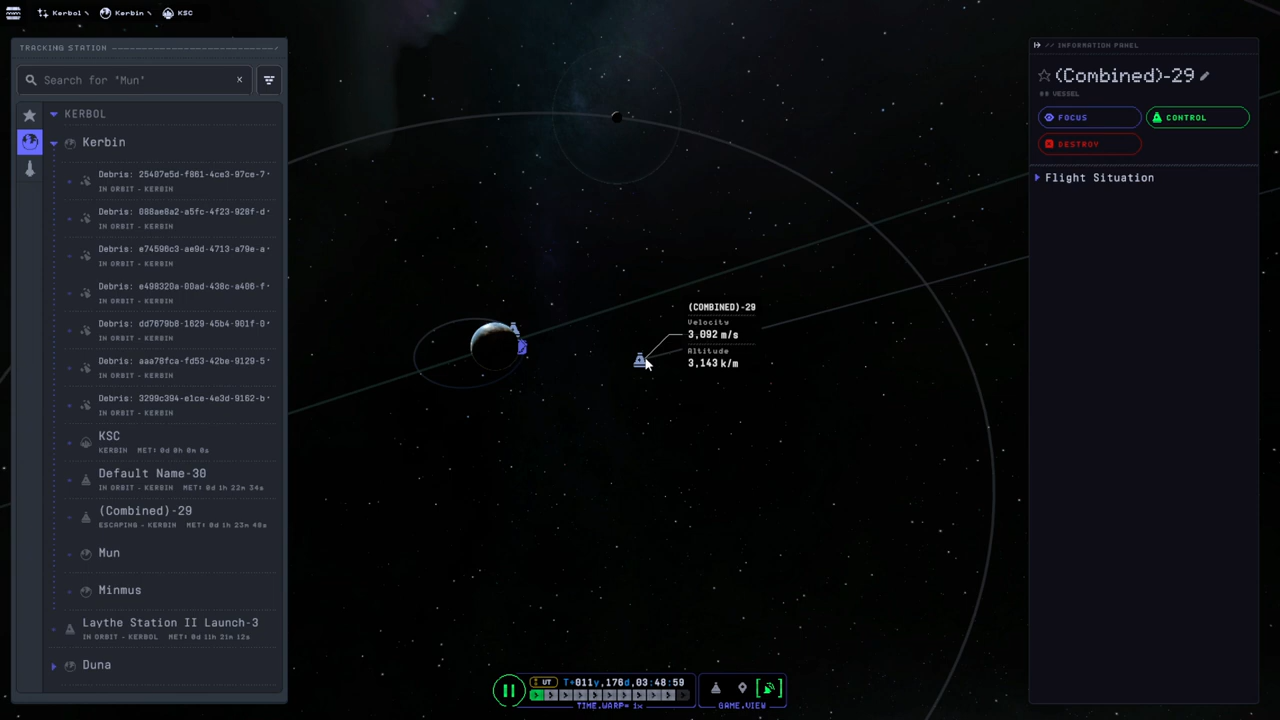 Kerbol
Kerbin
KSC
TRACKING STATION
Search for "Mun"
KERBOL
Kerbin
Debris: 25407e5d-f861-4ce3-97ce-7
IN ORBIT - KERBIN
Debris: 088ae8a2-a5fc-4f23-928f-d
IN ORBIT - KERBIN
Debris: e74596c3-ae9d-4713-a79e-a
IN ORBIT - KERBIN
Debris: e498320a-00ad-430c-a406-f
IN ORBIT - KERBIN
Debris: dd7679b8-1629-45b4-901f-0
IN ORBIT - KERBIN
Debris: aaa78fca-fd53-42be-9129-5
IN ORBIT - KERBIN
Debris: 3299c394-e1ce-4e3d-9162-b
IN ORBIT - KERBIN
KSC
KERBIN MET: 0d 0h 0m 0s
Default Name-30
IN ORBIT - KERBIN MET: 0d 1h 22m 34s
(Combined)-29
ESCAPING - KERBIN MET: 0d 1h 23m 40s
Mun
Minmus
Laythe Station II Launch-3
IN ORBIT - KERBOL MET: 0d 11h 21m 12s
Duna
(COMBINED)-29
Velocity
3,092 m/s
Altitude
3,143 k/m
// INFORMATION PANEL
(Combined)-29
VESSEL
FOCUS
CONTROL
DESTROY
Flight Situation
UT T+011y,176d,03:48:59
TIME.WARP= 1x
GAME.VIEW